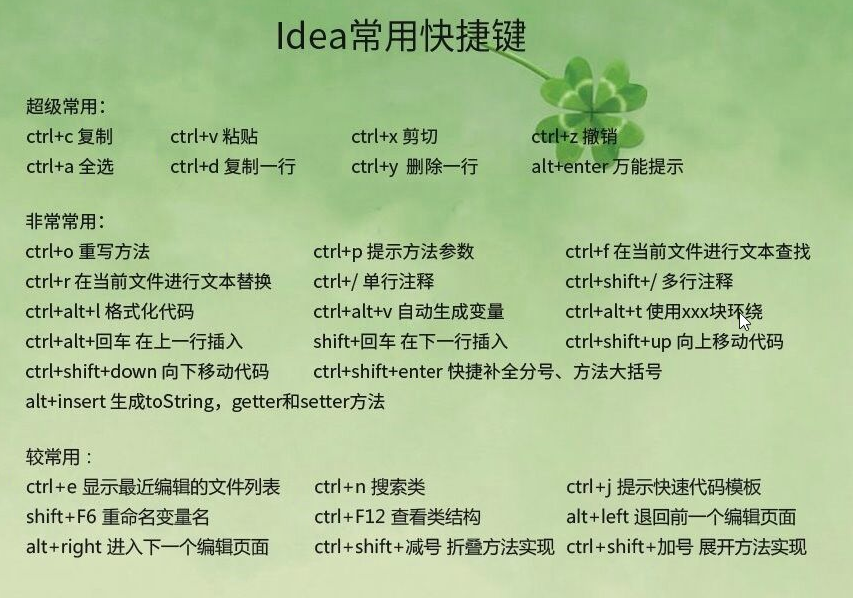 Idea常用快捷键
超级常用：
ctrl+c 复制 ctrl+v 粘贴 ctrl+x 剪切 ctrl+z 撤销
ctrl+a 全选 ctrl+d 复制一行 ctrl+y 删除一行 alt+enter 万能提示
非常常用：
ctrl+o 重写方法 ctrl+p 提示方法参数 ctrl+f 在当前文件进行文本查找
ctrl+r 在当前文件进行文本替换 ctrl+/ 单行注释 ctrl+shift+/ 多行注释
ctrl+alt+l 格式化代码 ctrl+alt+v 自动生成变量 ctrl+alt+t 使用xxx块环绕
ctrl+alt+回车 在上一行插入 shift+回车 在下一行插入 ctrl+shift+up 向上移动代码
ctrl+shift+down 向下移动代码 ctrl+shift+enter 快捷补全分号、方法大括号
alt+insert 生成toString，getter和setter方法
较常用：
ctrl+e 显示最近编辑的文件列表 ctrl+n 搜索类 ctrl+j 提示快速代码模板
shift+F6 重命名变量名 ctrl+F12 查看类结构 alt+left 退回前一个编辑页面
alt+right 进入下一个编辑页面 ctrl+shift+减号 折叠方法实现 ctrl+shift+加号 展开方法实现